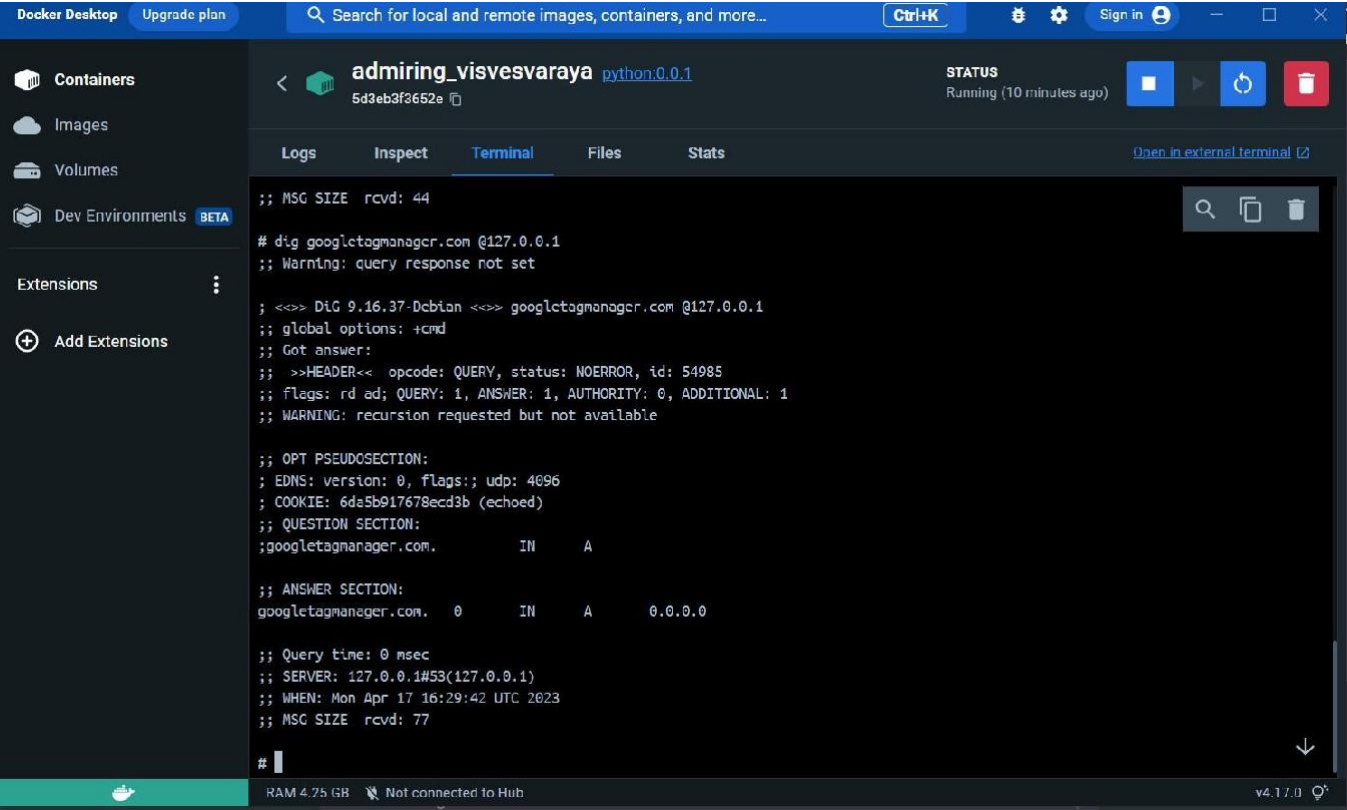 Docker Desktop Upgrade plan Search for local and remote images, containers, and more... Ctrl+K Sign in
Containers
Images
Volumes
Dev Environments BETA
Extensions
Add Extensions
admiring_visvesvaraya python:0.0.1
5d3eb3f3652e
STATUS
Running (10 minutes ago)
Logs Inspect Terminal Files Stats Open in external terminal
;; MSG SIZE rcvd: 44
# dig googletagmanager.com @127.0.0.1
;; Warning: query response not set
; <<>> DiG 9.16.37-Debian <<>> googletagmanager.com @127.0.0.1
;; global options: +cmd
;; Got answer:
;; >>HEADER<< opcode: QUERY, status: NOERROR, id: 54985
;; flags: rd ad; QUERY: 1, ANSWER: 1, AUTHORITY: 0, ADDITIONAL: 1
;; WARNING: recursion requested but not available
;; OPT PSEUDOSECTION:
; EDNS: version: 0, flags:; udp: 4096
; COOKIE: 6da5b917678ecd3b (echoed)
;; QUESTION SECTION:
;googletagmanager.com. IN A
;; ANSWER SECTION:
googletagmanager.com. 0 IN A 0.0.0.0
;; Query time: 0 msec
;; SERVER: 127.0.0.1#53(127.0.0.1)
;; WHEN: Mon Apr 17 16:29:42 UTC 2023
;; MSG SIZE rcvd: 77
#
RAM 4.25 GB Not connected to Hub v4.17.0